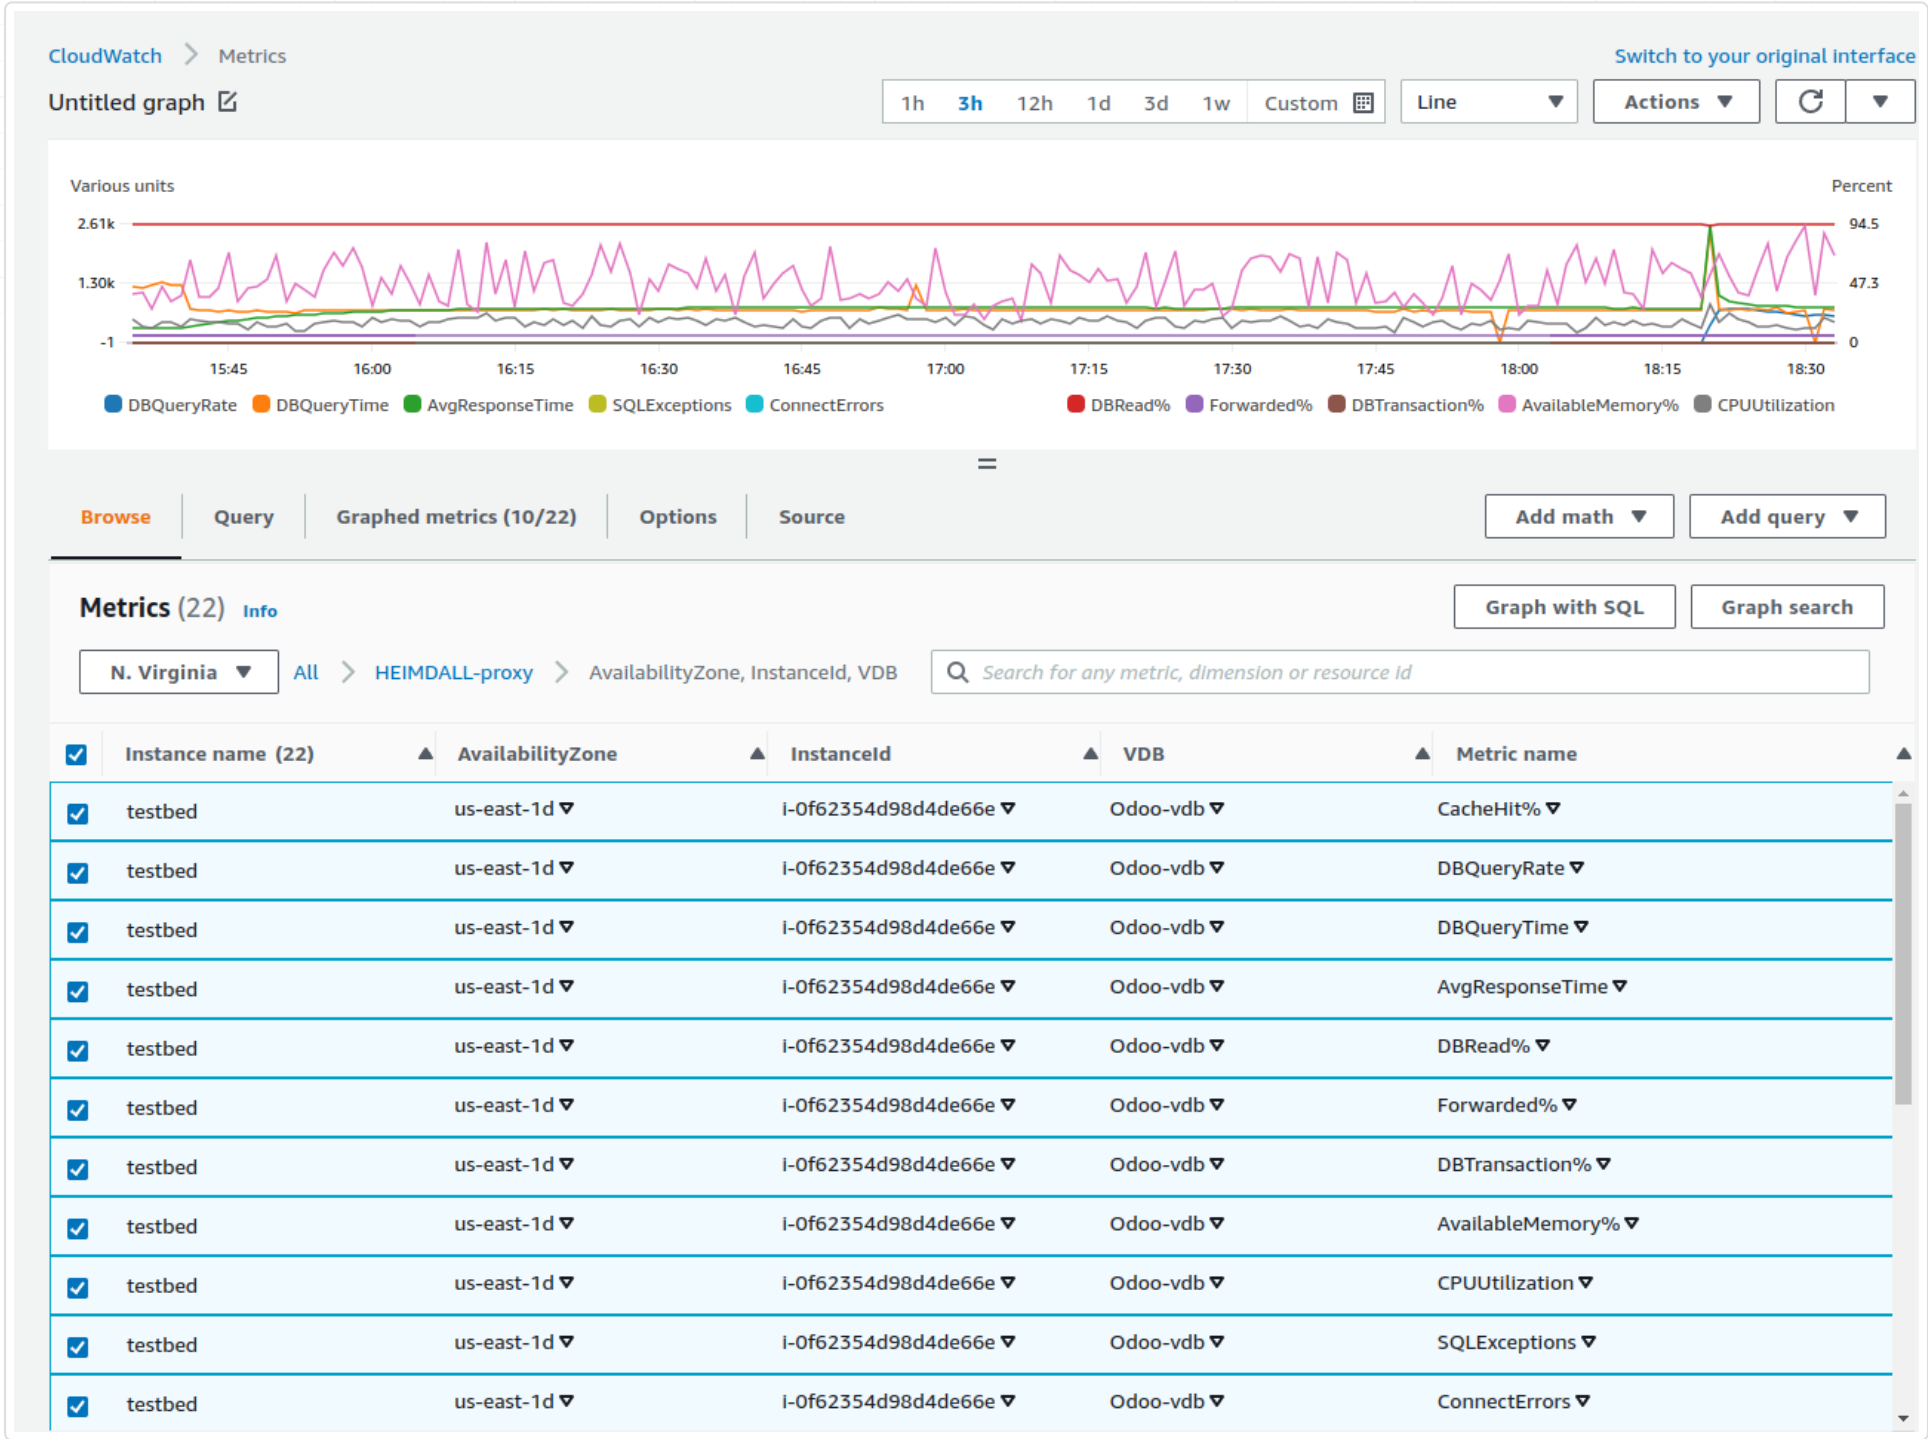 CloudWatch Metrics
Switch to your original interface
Untitled graph
1h 3h 12h 1d 3d 1w Custom Line Actions
Various units Percent
2.61k 94.5
1.30k 47.3
-1 0
15:45 16:00 16:15 16:30 16:45 17:00 17:15 17:30 17:45 18:00 18:15 18:30
DBQueryRate DBQueryTime AvgResponseTime SQLExceptions ConnectErrors DBRead% Forwarded% DBTransaction% AvailableMemory% CPUUtilization
Browse Query Graphed metrics (10/22) Options Source Add math Add query
Metrics (22) Info Graph with SQL Graph search
N. Virginia All HEIMDALL-proxy AvailabilityZone, InstanceId, VDB Search for any metric, dimension or resource id
Instance name (22) AvailabilityZone InstanceId VDB Metric name
testbed us-east-1d i-0f62354d98d4de66e Odoo-vdb CacheHit%
testbed us-east-1d i-0f62354d98d4de66e Odoo-vdb DBQueryRate
testbed us-east-1d i-0f62354d98d4de66e Odoo-vdb DBQueryTime
testbed us-east-1d i-0f62354d98d4de66e Odoo-vdb AvgResponseTime
testbed us-east-1d i-0f62354d98d4de66e Odoo-vdb DBRead%
testbed us-east-1d i-0f62354d98d4de66e Odoo-vdb Forwarded%
testbed us-east-1d i-0f62354d98d4de66e Odoo-vdb DBTransaction%
testbed us-east-1d i-0f62354d98d4de66e Odoo-vdb AvailableMemory%
testbed us-east-1d i-0f62354d98d4de66e Odoo-vdb CPUUtilization
testbed us-east-1d i-0f62354d98d4de66e Odoo-vdb SQLExceptions
testbed us-east-1d i-0f62354d98d4de66e Odoo-vdb ConnectErrors